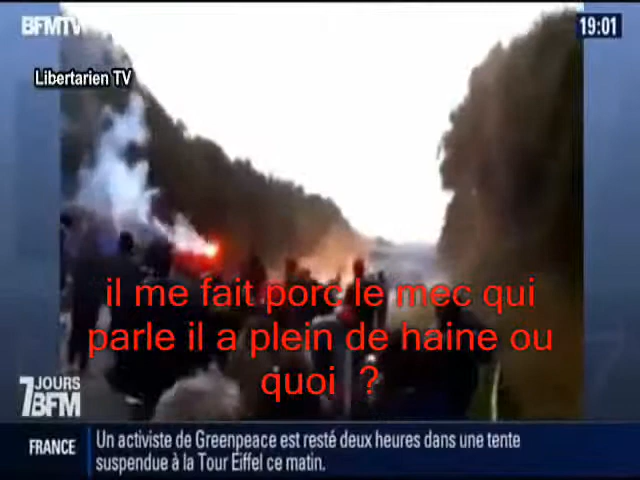 BFMTV
19:01
Libertarien TV
il me fait porc le mec qui
parle il a plein de haine ou
quoi ?
7 JOURS
BFM
FRANCE
Un activiste de Greenpeace est resté deux heures dans une tente
suspendue à la Tour Eiffel ce matin.